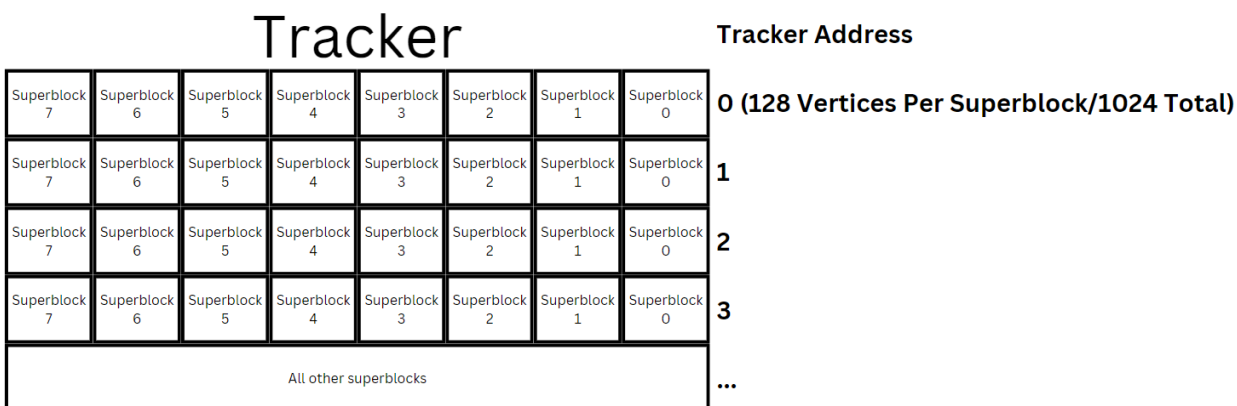 Tracker
Tracker Address
Superblock 7 Superblock 6 Superblock 5 Superblock 4 Superblock 3 Superblock 2 Superblock 1 Superblock 0 0 (128 Vertices Per Superblock/1024 Total)
Superblock 7 Superblock 6 Superblock 5 Superblock 4 Superblock 3 Superblock 2 Superblock 1 Superblock 0 1
Superblock 7 Superblock 6 Superblock 5 Superblock 4 Superblock 3 Superblock 2 Superblock 1 Superblock 0 2
Superblock 7 Superblock 6 Superblock 5 Superblock 4 Superblock 3 Superblock 2 Superblock 1 Superblock 0 3
All other superblocks ...